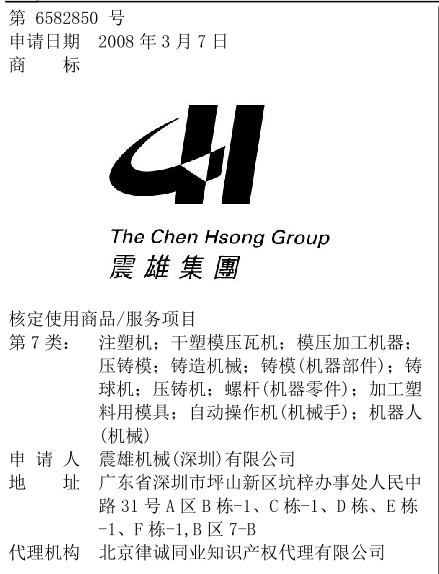 第 6582850 号
申请日期 2008 年 3 月 7 日
商 标
The Chen Hsong Group
震雄集團
核定使用商品/服务项目
第 7 类: 注塑机；干塑模压瓦机；模压加工机器；
压铸模；铸造机械；铸模(机器部件)；铸
球机；压铸机；螺杆(机器零件)；加工塑
料用模具；自动操作机(机械手)；机器人
(机械)
申 请 人 震雄机械(深圳)有限公司
地 址 广东省深圳市坪山新区坑梓办事处人民中
路 31 号 A 区 B 栋-1、C 栋-1、D 栋、E 栋
-1、F 栋-1,B 区 7-B
代理机构 北京律诚同业知识产权代理有限公司